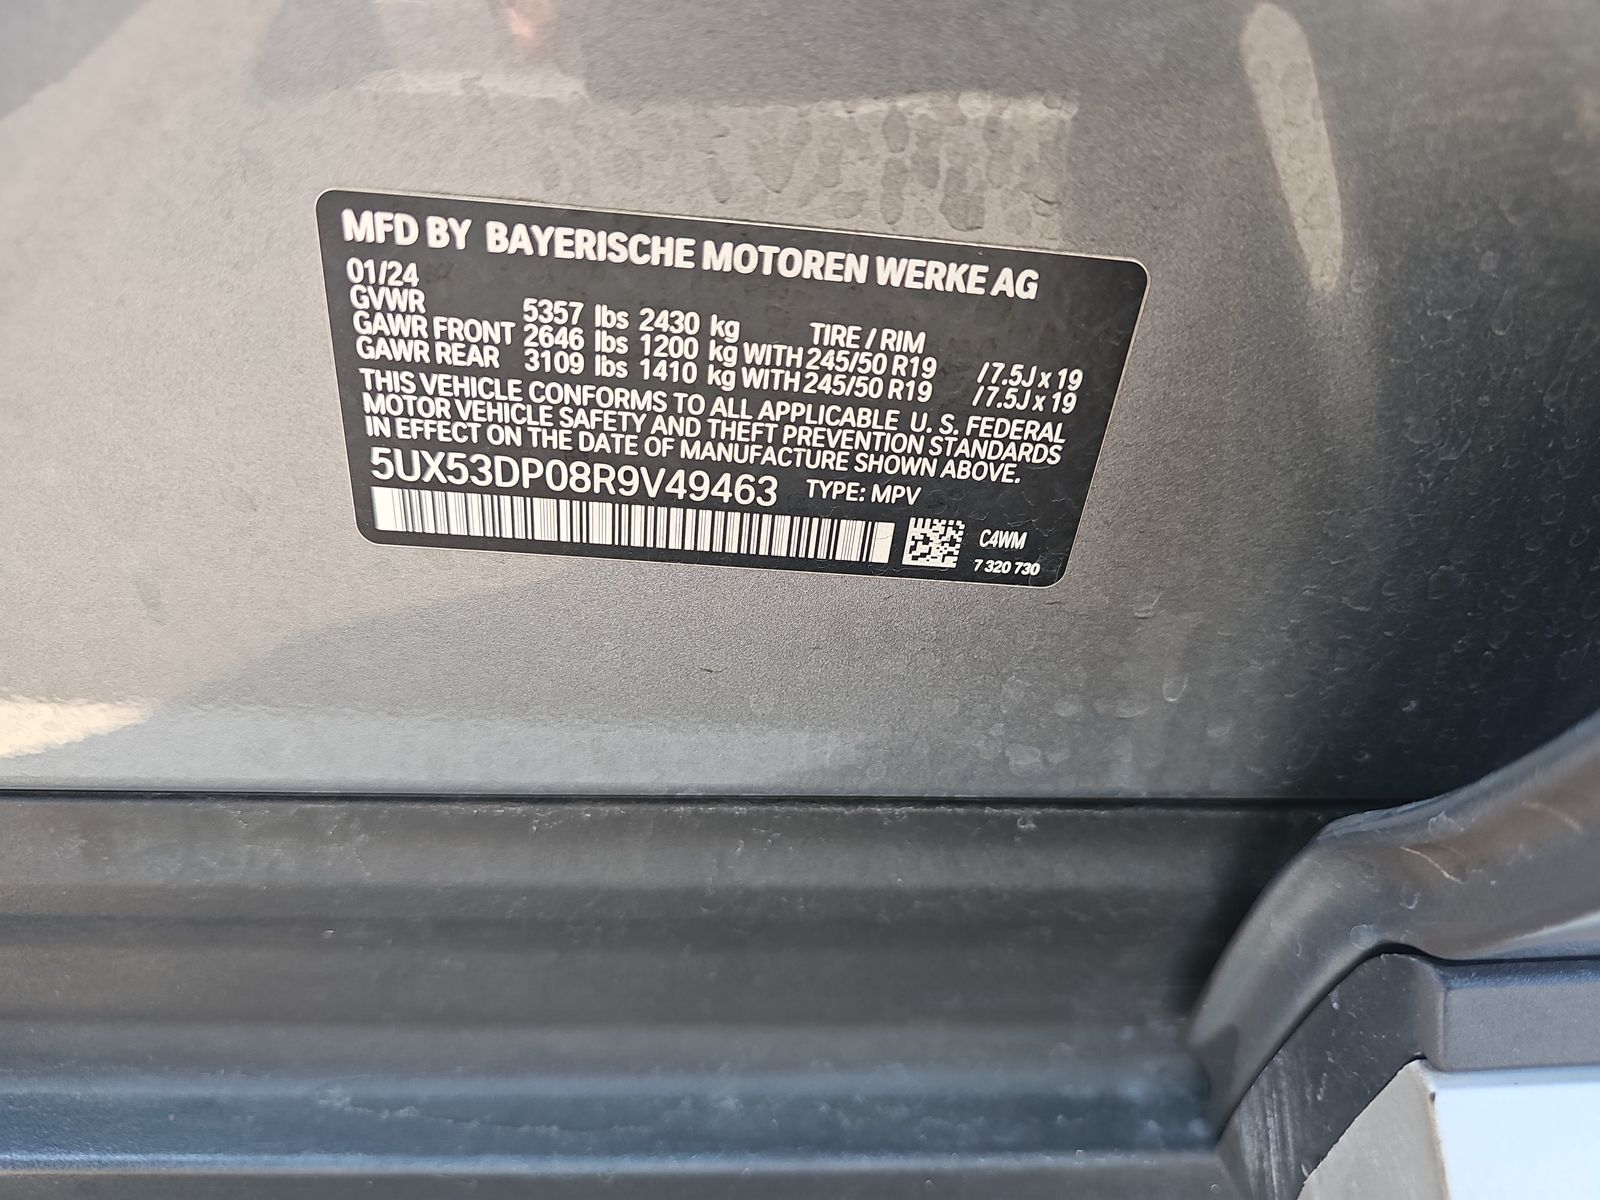 MFD BY BAYERISCHE MOTOREN WERKE AG
01/24
GVWR 5357 lbs 2430 kg TIRE / RIM
GAWR FRONT 2646 lbs 1200 kg WITH 245/50 R19 / 7.5J x 19
GAWR REAR 3109 lbs 1410 kg WITH 245/50 R19 / 7.5J x 19
THIS VEHICLE CONFORMS TO ALL APPLICABLE U. S. FEDERAL
MOTOR VEHICLE SAFETY AND THEFT PREVENTION STANDARDS
IN EFFECT ON THE DATE OF MANUFACTURE SHOWN ABOVE.
5UX53DP08R9V49463 TYPE: MPV
C4WM
7 320 730